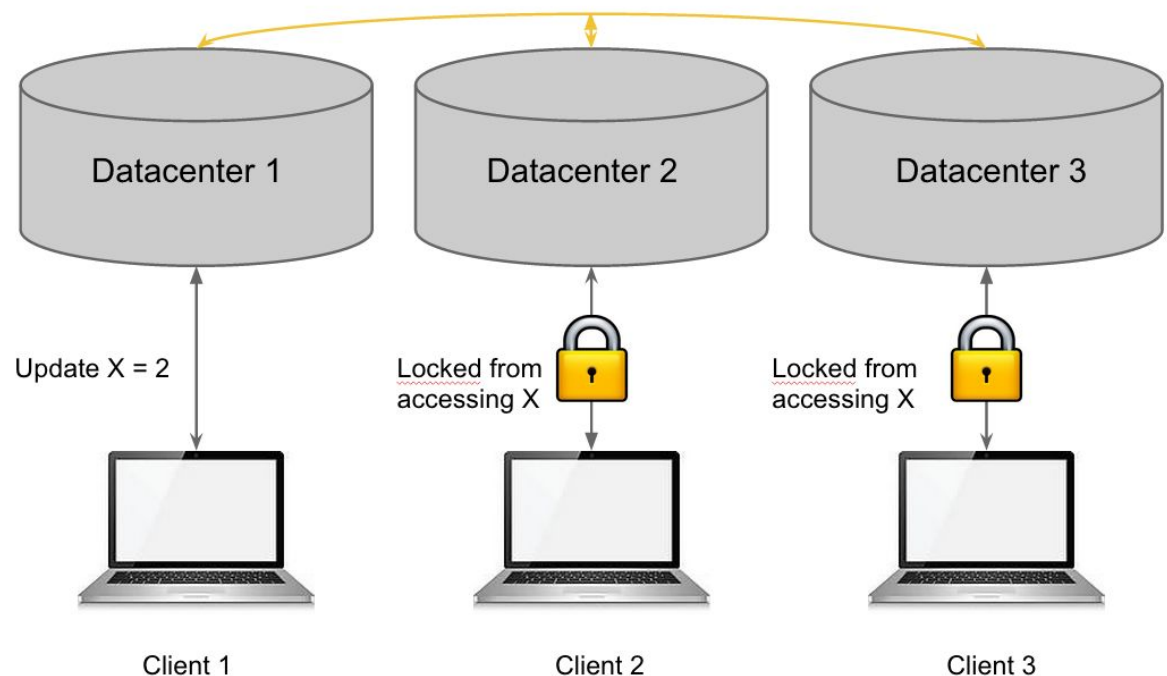 Datacenter 1
Datacenter 2
Datacenter 3
Update X = 2
Locked from
accessing X
Locked from
accessing X
Client 1
Client 2
Client 3